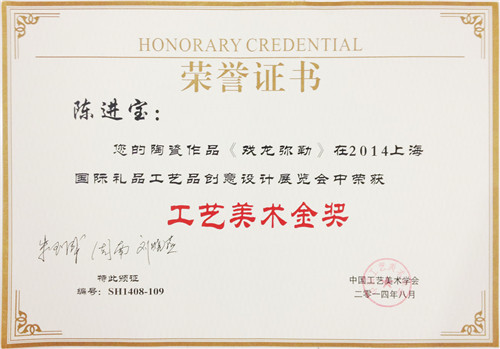 HONORARY CREDENTIAL
荣誉证书
陈进宝:
您的陶瓷作品《戏龙弥勒》在2014上海
国际礼品工艺品创意设计展览会中荣获
工艺美术金奖
特此颁证
编号:SH1408-109
中国工艺美术学会
二零一四年八月